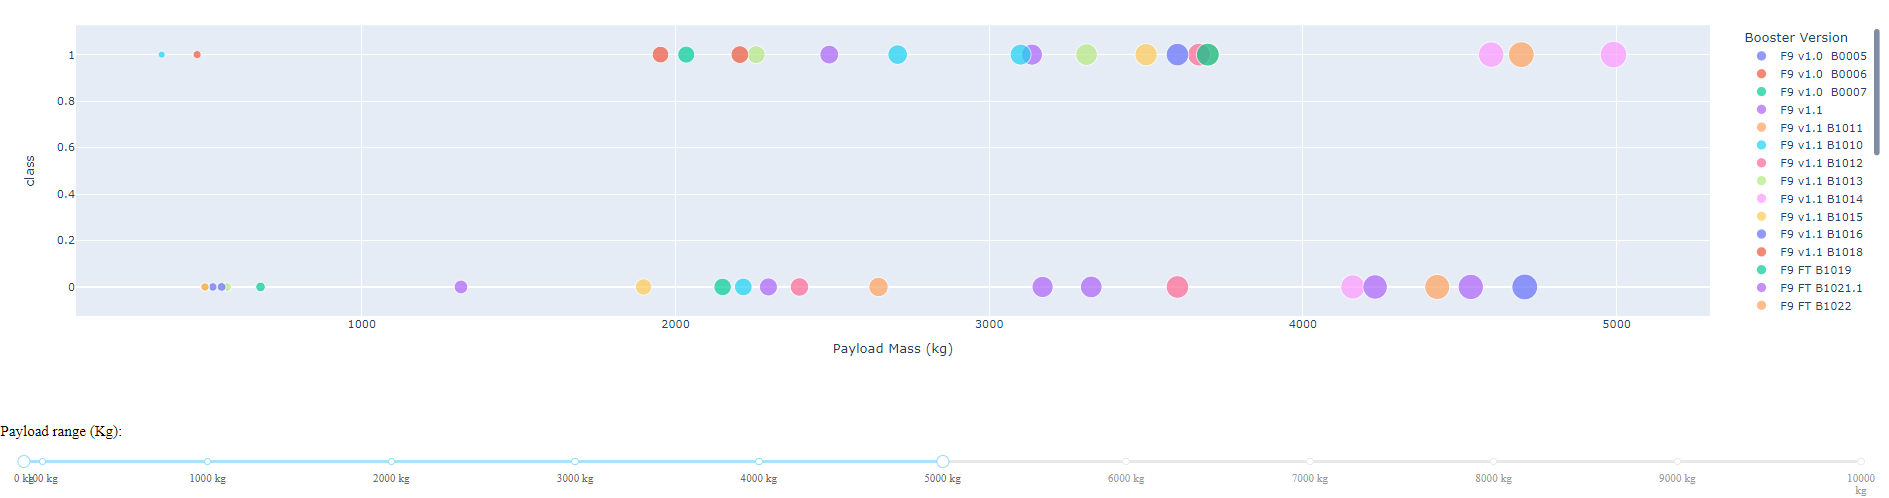 Booster Version
F9 v1.0  B0005
F9 v1.0  B0006
F9 v1.0  B0007
F9 v1.1
F9 v1.1 B1011
F9 v1.1 B1010
F9 v1.1 B1012
F9 v1.1 B1013
F9 v1.1 B1014
F9 v1.1 B1015
F9 v1.1 B1016
F9 v1.1 B1018
F9 FT B1019
F9 FT B1021.1
F9 FT B1022
1
0.8
0.6
0.4
0.2
0
class
1000 2000 3000 4000 5000
Payload Mass (kg)
Payload range (Kg):
0 kg 1000 kg 2000 kg 3000 kg 4000 kg 5000 kg 6000 kg 7000 kg 8000 kg 9000 kg 10000
kg